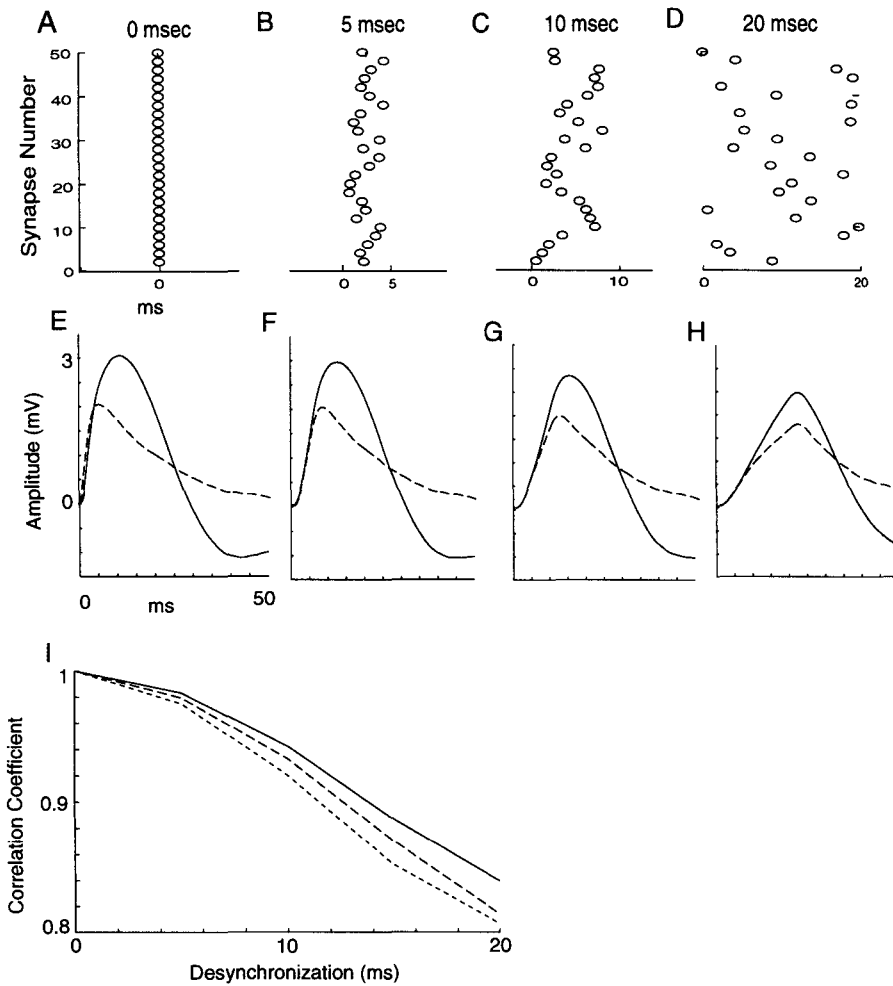 A
0 msec
B
5 msec
C
10 msec
D
20 msec
Synapse Number
50
40
30
20
10
0
0
ms
0
5
0
10
0
20
E
F
G
H
Amplitude (mV)
3
0
0
ms
50
I
Correlation Coefficient
1
0.9
0.8
0
10
20
Desynchronization (ms)